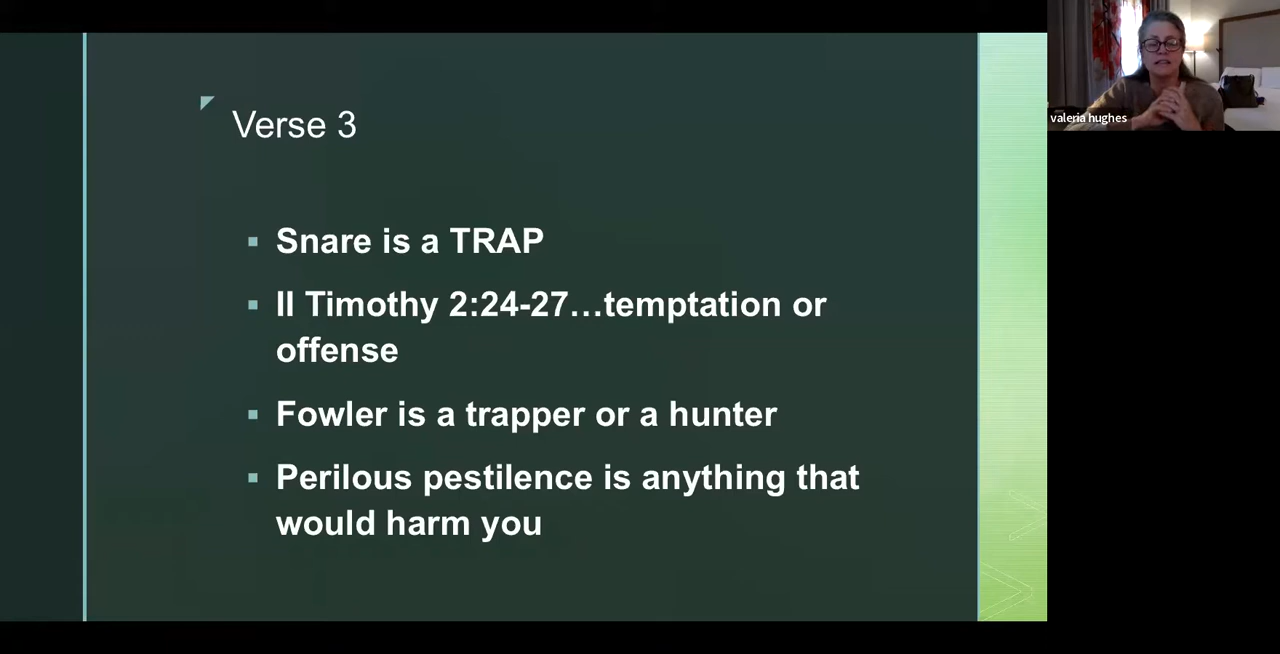 Verse 3
Snare is a TRAP
II Timothy 2:24-27…temptation or
offense
Fowler is a trapper or a hunter
Perilous pestilence is anything that
would harm you
valeria hughes